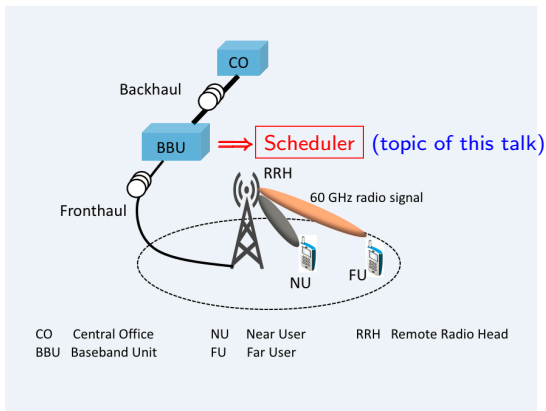 CO
Backhaul
BBU
⇒ Scheduler (topic of this talk)
RRH
60 GHz radio signal
Fronthaul
NU
FU
CO Central Office NU Near User RRH Remote Radio Head
BBU Baseband Unit FU Far User